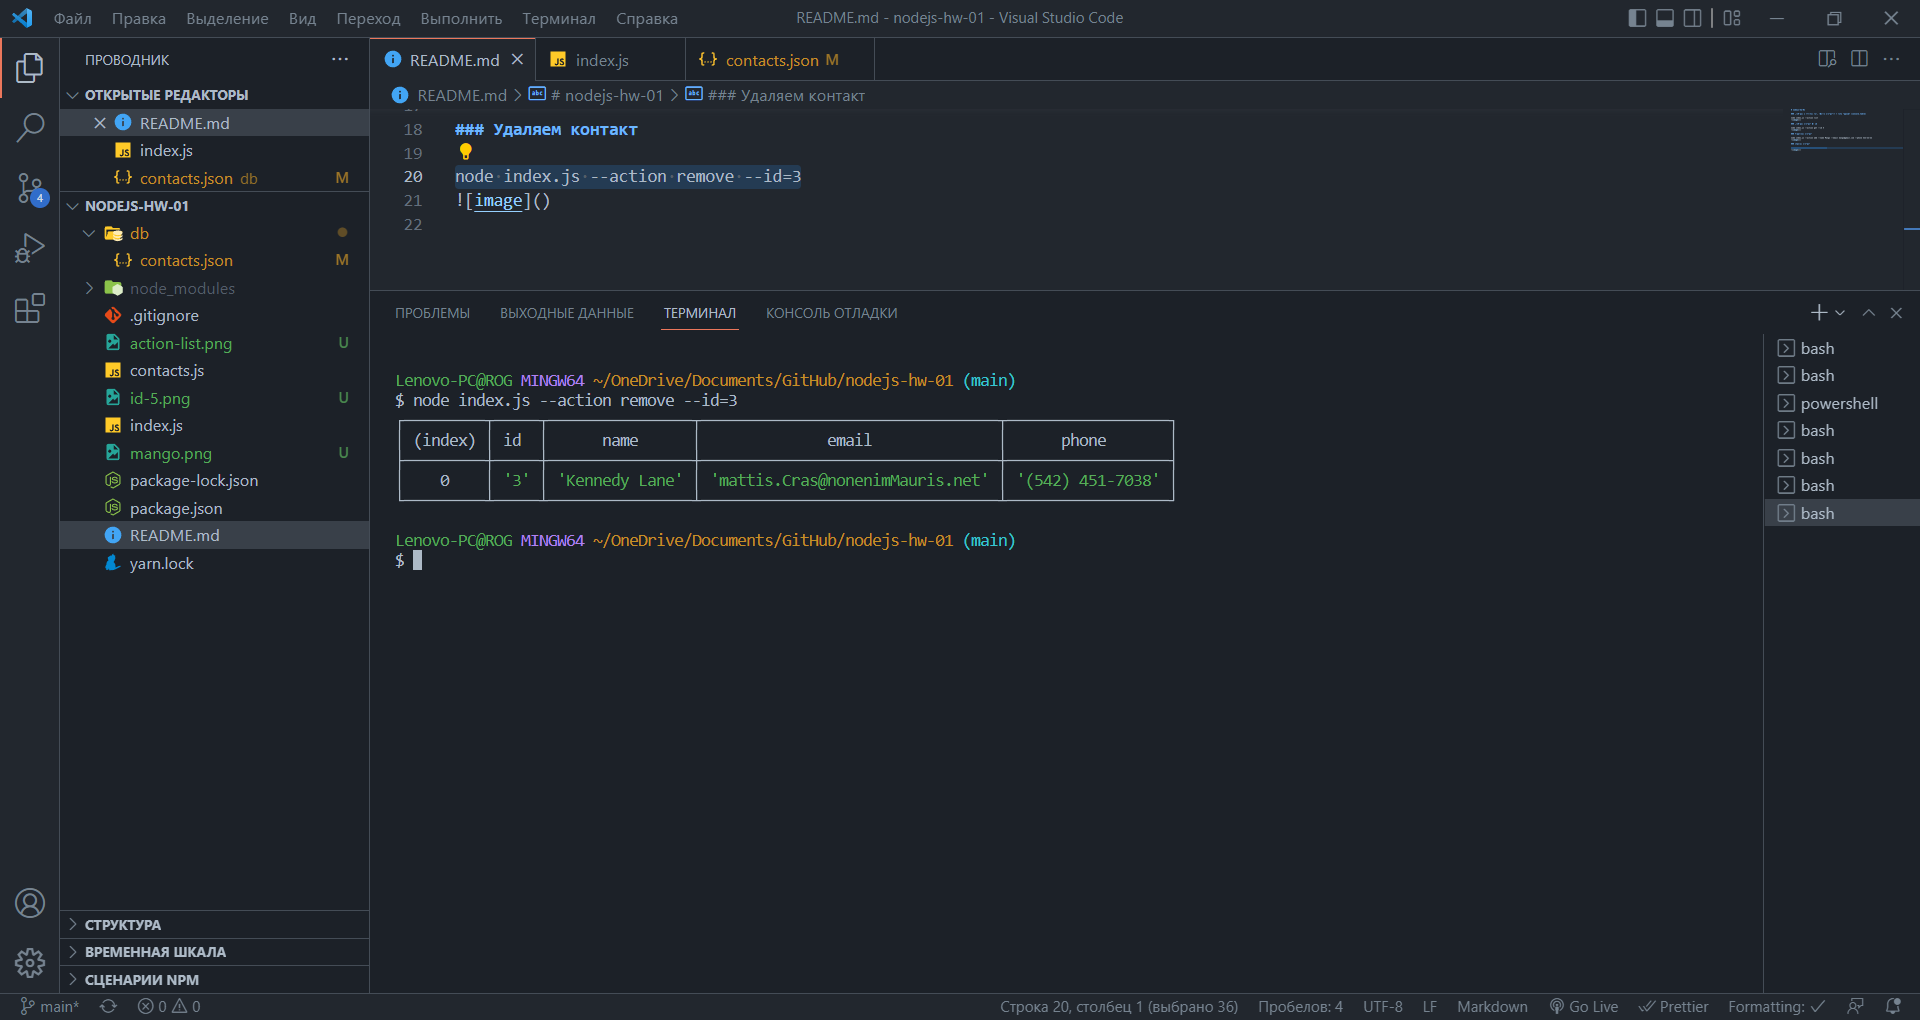 Файл Правка Выделение Вид Переход Выполнить Терминал Справка README.md - nodejs-hw-01 - Visual Studio Code
ПРОВОДНИК
ОТКРЫТЫЕ РЕДАКТОРЫ
README.md
index.js
contacts.json db M
NODEJS-HW-01
db
contacts.json M
node_modules
.gitignore
action-list.png U
contacts.js
id-5.png U
index.js
mango.png U
package-lock.json
package.json
README.md
yarn.lock
СТРУКТУРА
ВРЕМЕННАЯ ШКАЛА
СЦЕНАРИИ NPM
4
README.md index.js contacts.json M
README.md # nodejs-hw-01 ### Удаляем контакт
18 ### Удаляем контакт
19
20 node index.js --action remove --id=3
21 ![image]()
22
ПРОБЛЕМЫ ВЫХОДНЫЕ ДАННЫЕ ТЕРМИНАЛ КОНСОЛЬ ОТЛАДКИ
Lenovo-PC@ROG MINGW64 ~/OneDrive/Documents/GitHub/nodejs-hw-01 (main)
$ node index.js --action remove --id=3
(index) id name email phone
0 '3' 'Kennedy Lane' 'mattis.Cras@nonenimMauris.net' '(542) 451-7038'
Lenovo-PC@ROG MINGW64 ~/OneDrive/Documents/GitHub/nodejs-hw-01 (main)
$
bash
bash
powershell
bash
bash
bash
bash
main* 0 0 Строка 20, столбец 1 (выбрано 36) Пробелов: 4 UTF-8 LF Markdown Go Live Prettier Formatting: